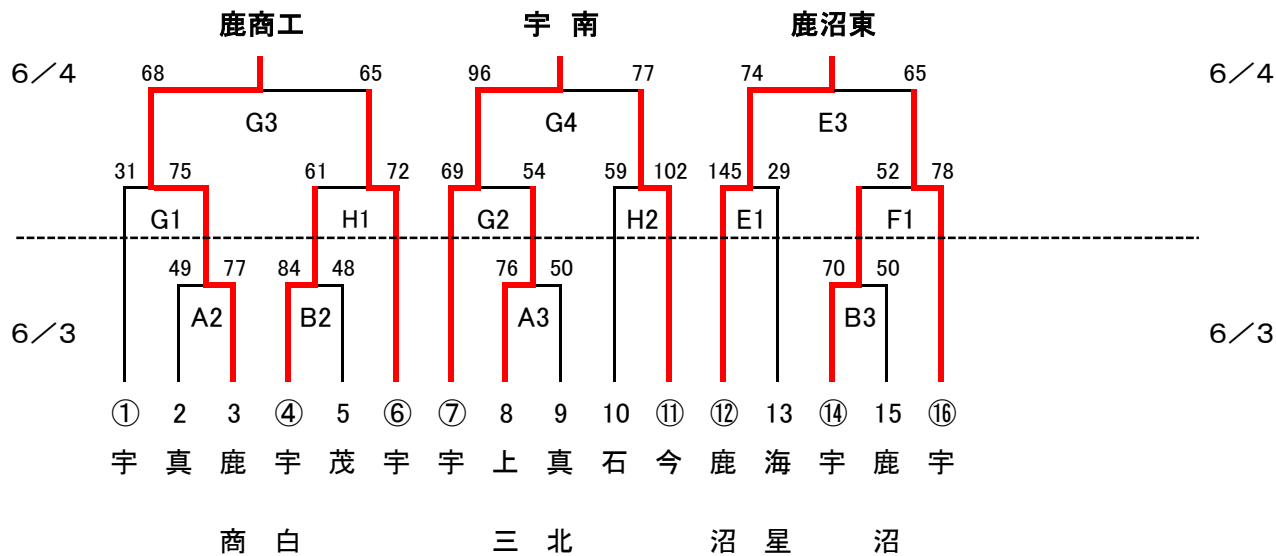 鹿商工 宇 南 鹿沼東
6/4 68 65 96 77 74 65 6/4
G3 G4 E3
31 75 61 72 69 54 59 102 145 29 52 78
G1 H1 G2 H2 E1 F1
49 77 84 48 76 50 70 50
A2 B2 A3 B3
6/3 6/3
① 2 3 ④ 5 ⑥ ⑦ 8 9 10 ⑪ ⑫ 13 ⑭ 15 ⑯
宇 真 鹿 宇 茂 宇 宇 上 真 石 今 鹿 海 宇 鹿 宇
商 白 三 北 沼 星 沼